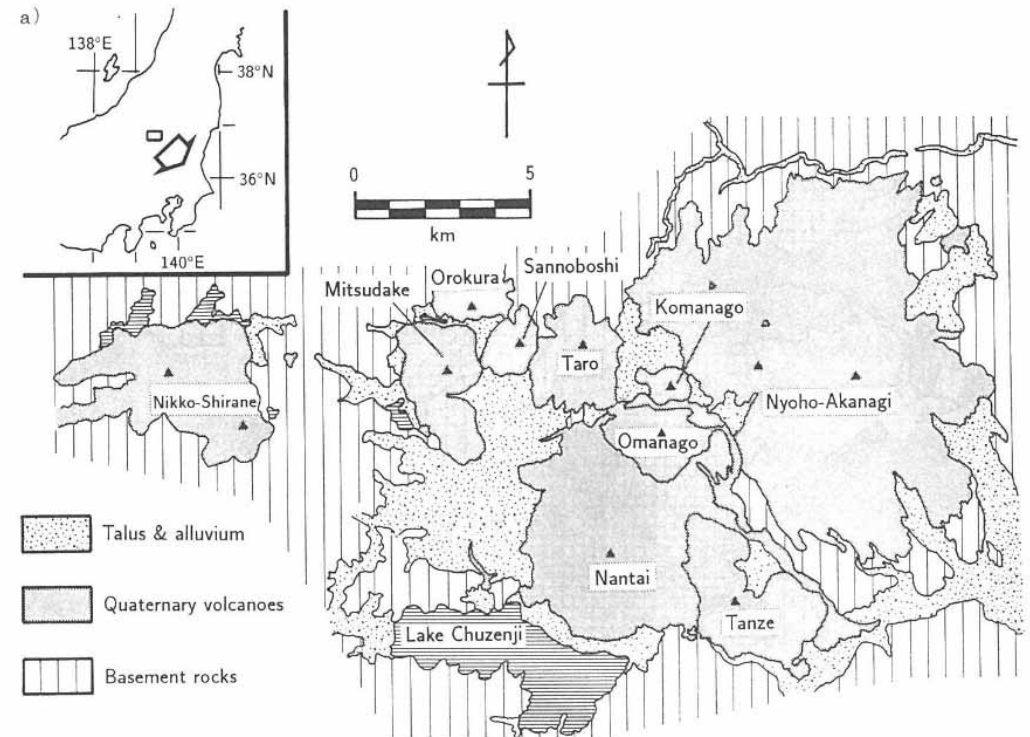 a)
138°E
38°N
36°N
140°E
0 5
km
Orokura
Sannoboshi
Mitsudake
Komanago
Taro
Nikko-Shirane
Nyoho-Akanagi
Omanago
Talus & alluvium
Nantai
Quaternary volcanoes
Tanze
Lake Chuzenji
Basement rocks